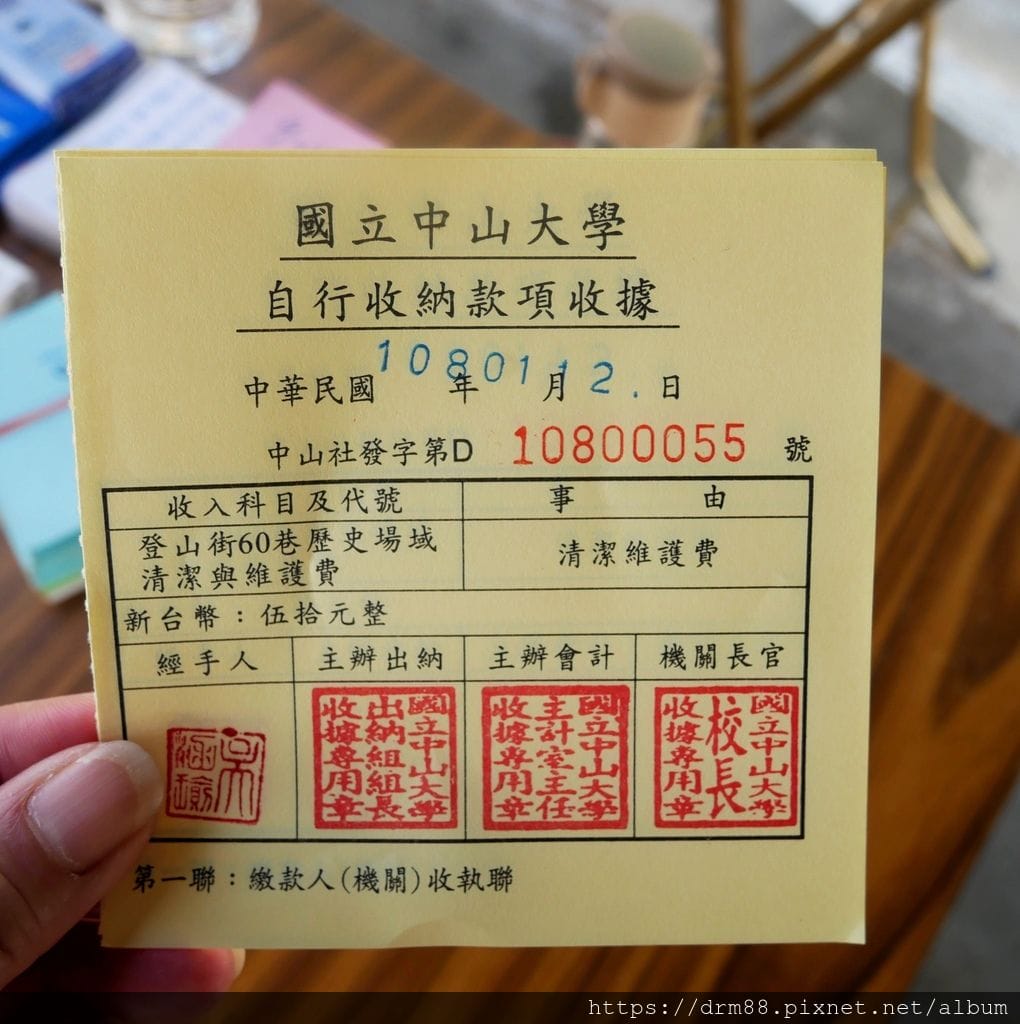 國立中山大學
自行收納款項收據
中華民國 年 月 日
1080112.
中山社發字第D 10800055 號
收入科目及代號 事由
登山街60巷歷史場域 清潔維護費
清潔與維護費
新台幣：伍拾元整
經手人 主辦出納 主辦會計 機關長官
國立中山大學
出納組組長
收據專用章
國立中山大學
主計室主任
收據專用章
國立中山大學
校長
收據專用章
第一聯：繳款人(機關)收執聯
https://drm88.pixnet.net/album